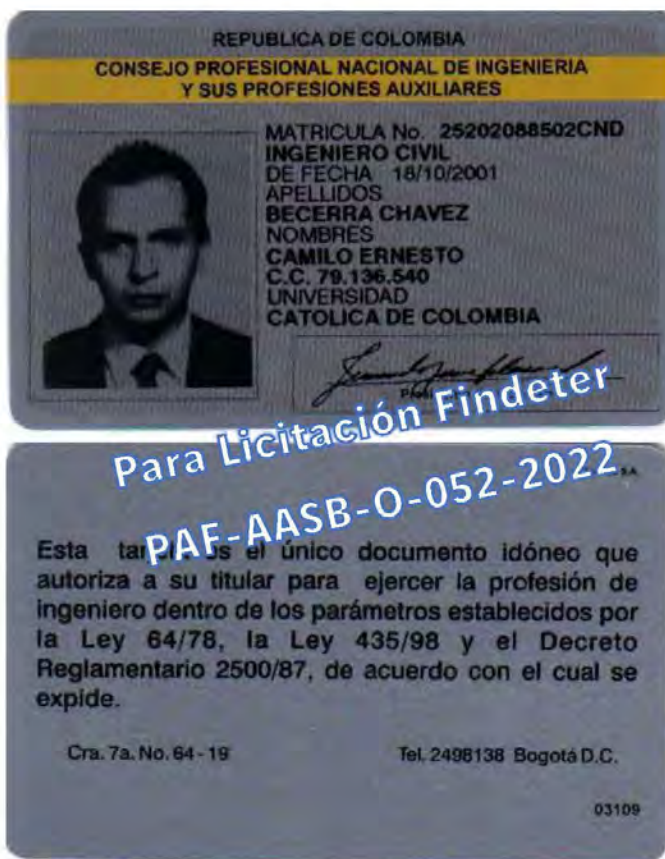 REPUBLICA DE COLOMBIA
CONSEJO PROFESIONAL NACIONAL DE INGENIERIA
Y SUS PROFESIONES AUXILIARES
MATRICULA No. 25202088502CND
INGENIERO CIVIL
DE FECHA 18/10/2001
APELLIDOS
BECERRA CHAVEZ
NOMBRES
CAMILO ERNESTO
C.C. 79.136.540
UNIVERSIDAD
CATOLICA DE COLOMBIA
Para Licitación Findeter
PAF-AASB-O-052-2022
S.A.
Esta es el único documento idóneo que
autoriza a su titular para ejercer la profesión de
ingeniero dentro de los parámetros establecidos por
la Ley 64/78, la Ley 435/98 y el Decreto
Reglamentario 2500/87, de acuerdo con el cual se
expide.
Cra. 7a. No. 64-19 Tel. 2498138 Bogotá D.C.
03109